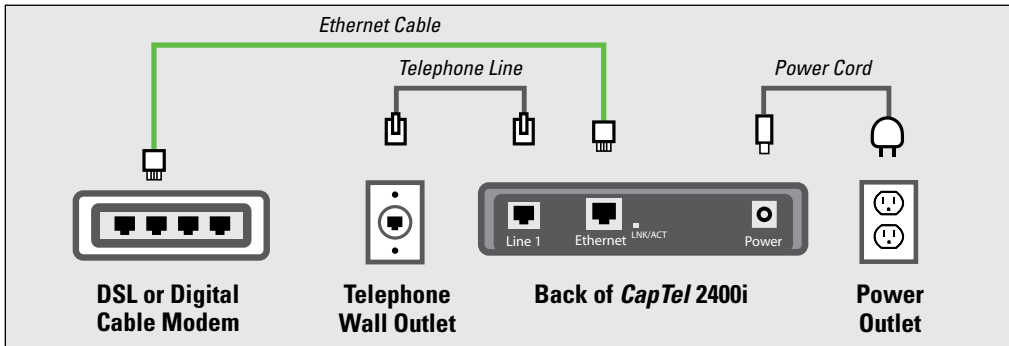 Ethernet Cable
Telephone Line
Power Cord
Line 1
Ethernet
LNK/ACT
Power
DSL or Digital
Cable Modem
Telephone
Wall Outlet
Back of CapTel 2400i
Power
Outlet